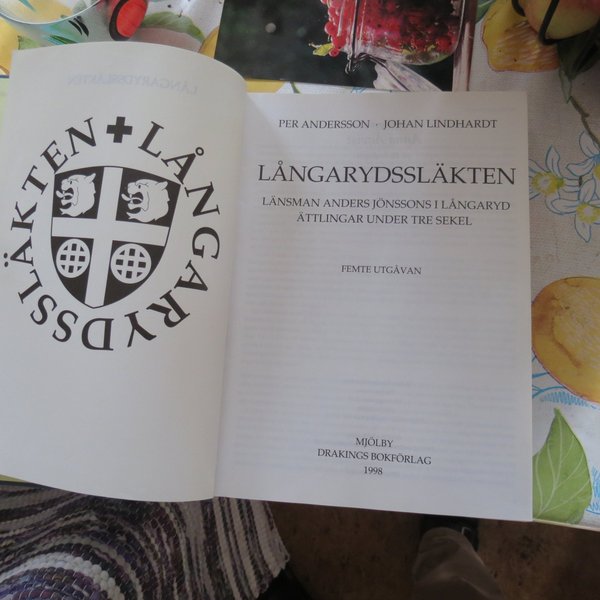 LÅNGARYDSSLÄKTEN
LÅNGARYDSSLÄKTEN
PER ANDERSSON · JOHAN LINDHARDT
LÅNGARYDSSLÄKTEN
LÄNSMAN ANDERS JÖNSSONS I LÅNGARYD
ÄTTLINGAR UNDER TRE SEKEL
FEMTE UTGÅVAN
MJÖLBY
DRAKINGS BOKFÖRLAG
1998